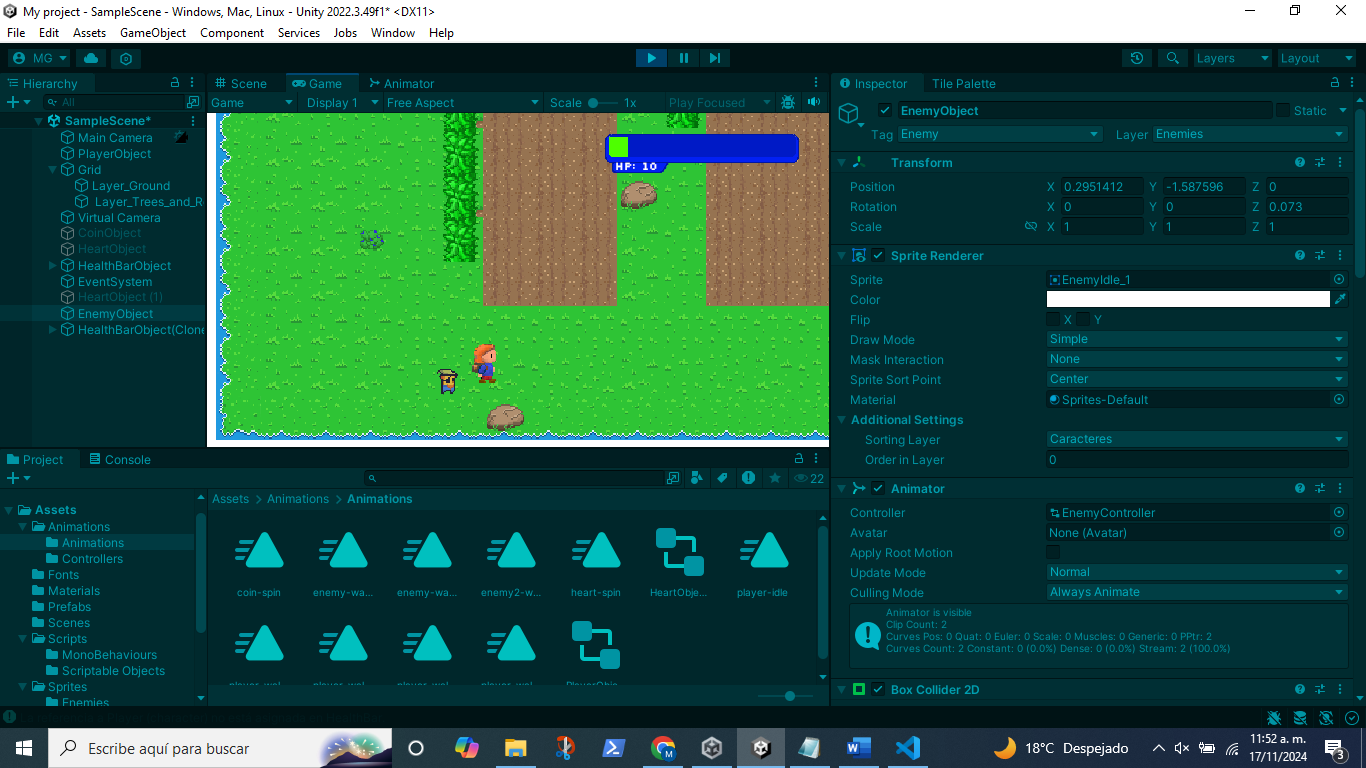 My project - SampleScene - Windows, Mac, Linux - Unity 2022.3.49f1* <DX11>
File Edit Assets GameObject Component Services Jobs Window Help
MG Layers Layout
Hierarchy
All
SampleScene*
Main Camera
PlayerObject
Grid
Layer_Ground
Layer_Trees_and_R
Virtual Camera
CoinObject
HeartObject
HealthBarObject
EventSystem
HeartObject (1)
EnemyObject
HealthBarObject(Clone
Scene Game Animator
Game Display 1 Free Aspect Scale 1x Play Focused
HP: 10
Inspector Tile Palette
EnemyObject Static
Tag Enemy Layer Enemies
Transform
Position X 0.2951412 Y -1.587596 Z 0
Rotation X 0 Y 0 Z 0.073
Scale X 1 Y 1 Z 1
Sprite Renderer
Sprite EnemyIdle_1
Color
Flip X Y
Draw Mode Simple
Mask Interaction None
Sprite Sort Point Center
Material Sprites-Default
Additional Settings
Sorting Layer Caracteres
Order in Layer 0
Animator
Controller EnemyController
Avatar None (Avatar)
Apply Root Motion
Update Mode Normal
Culling Mode Always Animate
Animator is visible
Clip Count: 2
Curves Pos: 0 Quat: 0 Euler: 0 Scale: 0 Muscles: 0 Generic: 0 PPtr: 2
Curves Count: 2 Constant: 0 (0.0%) Dense: 0 (0.0%) Stream: 2 (100.0%)
Box Collider 2D
Project Console
22
Assets
Animations
Animations
Controllers
Fonts
Materials
Prefabs
Scenes
Scripts
MonoBehaviours
Scriptable Objects
Sprites
Enemies
Assets > Animations > Animations
coin-spin enemy-wa... enemy-wa... enemy2-w... heart-spin HeartObje... player-idle
player-wal... player-wal... player-wal... player-wal... PlayerObje...
Escribe aquí para buscar
18°C Despejado
11:52 a. m.
17/11/2024
3